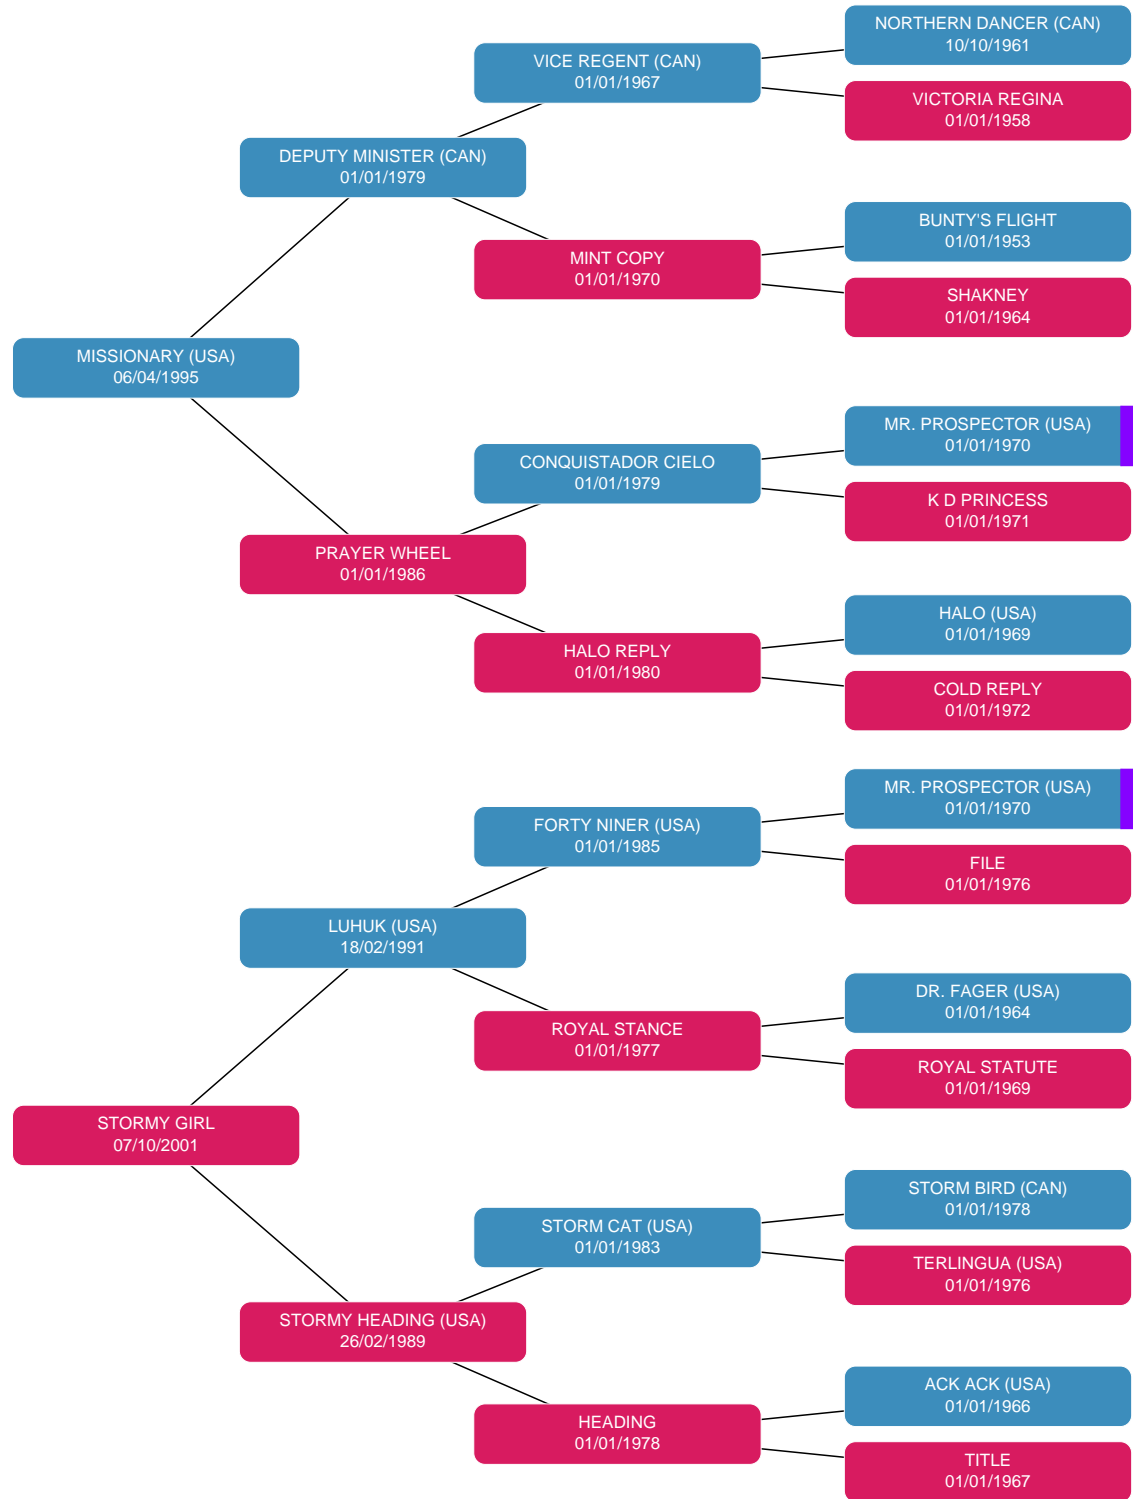 NORTHERN DANCER (CAN)
10/10/1961
VICE REGENT (CAN)
01/01/1967
VICTORIA REGINA
01/01/1958
DEPUTY MINISTER (CAN)
01/01/1979
BUNTY'S FLIGHT
01/01/1953
MINT COPY
01/01/1970
SHAKNEY
01/01/1964
MISSIONARY (USA)
06/04/1995
MR. PROSPECTOR (USA)
01/01/1970
CONQUISTADOR CIELO
01/01/1979
K D PRINCESS
01/01/1971
PRAYER WHEEL
01/01/1986
HALO (USA)
01/01/1969
HALO REPLY
01/01/1980
COLD REPLY
01/01/1972
MR. PROSPECTOR (USA)
01/01/1970
FORTY NINER (USA)
01/01/1985
FILE
01/01/1976
LUHUK (USA)
18/02/1991
DR. FAGER (USA)
01/01/1964
ROYAL STANCE
01/01/1977
ROYAL STATUTE
01/01/1969
STORMY GIRL
07/10/2001
STORM BIRD (CAN)
01/01/1978
STORM CAT (USA)
01/01/1983
TERLINGUA (USA)
01/01/1976
STORMY HEADING (USA)
26/02/1989
ACK ACK (USA)
01/01/1966
HEADING
01/01/1978
TITLE
01/01/1967